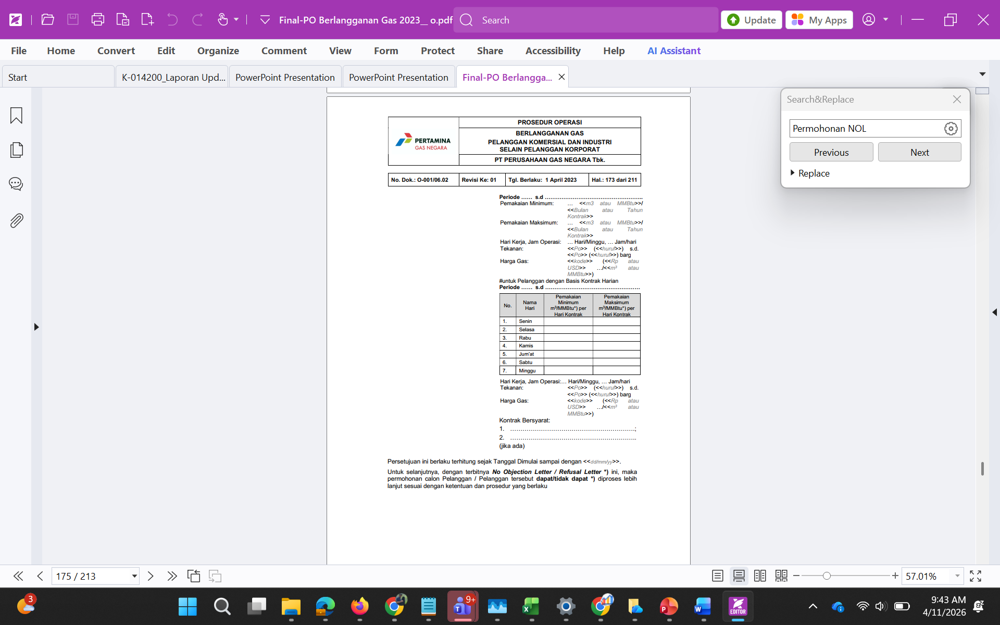 Final-PO Berlangganan Gas 2023__ o.pdf
Search
Update
My Apps
File
Home
Convert
Edit
Organize
Comment
View
Form
Protect
Share
Accessibility
Help
AI Assistant
Start
K-014200_Laporan Upd...
PowerPoint Presentation
PowerPoint Presentation
Final-PO Berlangga...
Search&Replace
Permohonan NOL
Previous
Next
Replace
PERTAMINA
GAS NEGARA
PROSEDUR OPERASI
BERLANGGANAN GAS
PELANGGAN KOMERSIAL DAN INDUSTRI
SELAIN PELANGGAN KORPORAT
PT PERUSAHAAN GAS NEGARA Tbk.
No. Dok.: O-001/06.02
Revisi Ke: 01
Tgl. Berlaku: 1 April 2023
Hal.: 173 dari 211
Periode ...... s.d ....................................................
Pemakaian Minimum: ... <<m3 atau MMBtu>>/
<<Bulan atau Tahun
Kontrak>>
Pemakaian Maksimum: ... <<m3 atau MMBtu>>/
<<Bulan atau Tahun
Kontrak>>
Hari Kerja, Jam Operasi: ... Hari/Minggu, ... Jam/hari
Tekanan: <<Po>> (<<huruf>>) s.d.
<<Po>> (<<huruf>>) barg
Harga Gas: <<kode>> (<<Rp atau
USD>> .../<<m³ atau
MMBtu>>)
#untuk Pelanggan dengan Basis Kontrak Harian
Periode ...... s.d ...................................................
No.
Nama
Hari
Pemakaian
Minimum
m³/MMBtu*) per
Hari Kontrak
Pemakaian
Maksimum
m³/MMBtu*) per
Hari Kontrak
1. Senin
2. Selasa
3. Rabu
4. Kamis
5. Jum'at
6. Sabtu
7. Minggu
Hari Kerja, Jam Operasi:... Hari/Minggu, ... Jam/hari
Tekanan: <<Po>> (<<huruf>>) s.d.
<<Po>> (<<huruf>>) barg
Harga Gas: <<kode>> (<<Rp atau
USD>> .../<<m³ atau
MMBtu>>)
Kontrak Bersyarat:
1. ............................................................;
2. ............................................................
(jika ada)
Persetujuan ini berlaku terhitung sejak Tanggal Dimulai sampai dengan <<dd/mm/yy>>.
Untuk selanjutnya, dengan terbitnya No Objection Letter / Refusal Letter *) ini, maka
permohonan calon Pelanggan / Pelanggan tersebut dapat/tidak dapat *) diproses lebih
lanjut sesuai dengan ketentuan dan prosedur yang berlaku
175 / 213
57.01%
3
9+
EDITOR
9:43 AM
4/11/2026